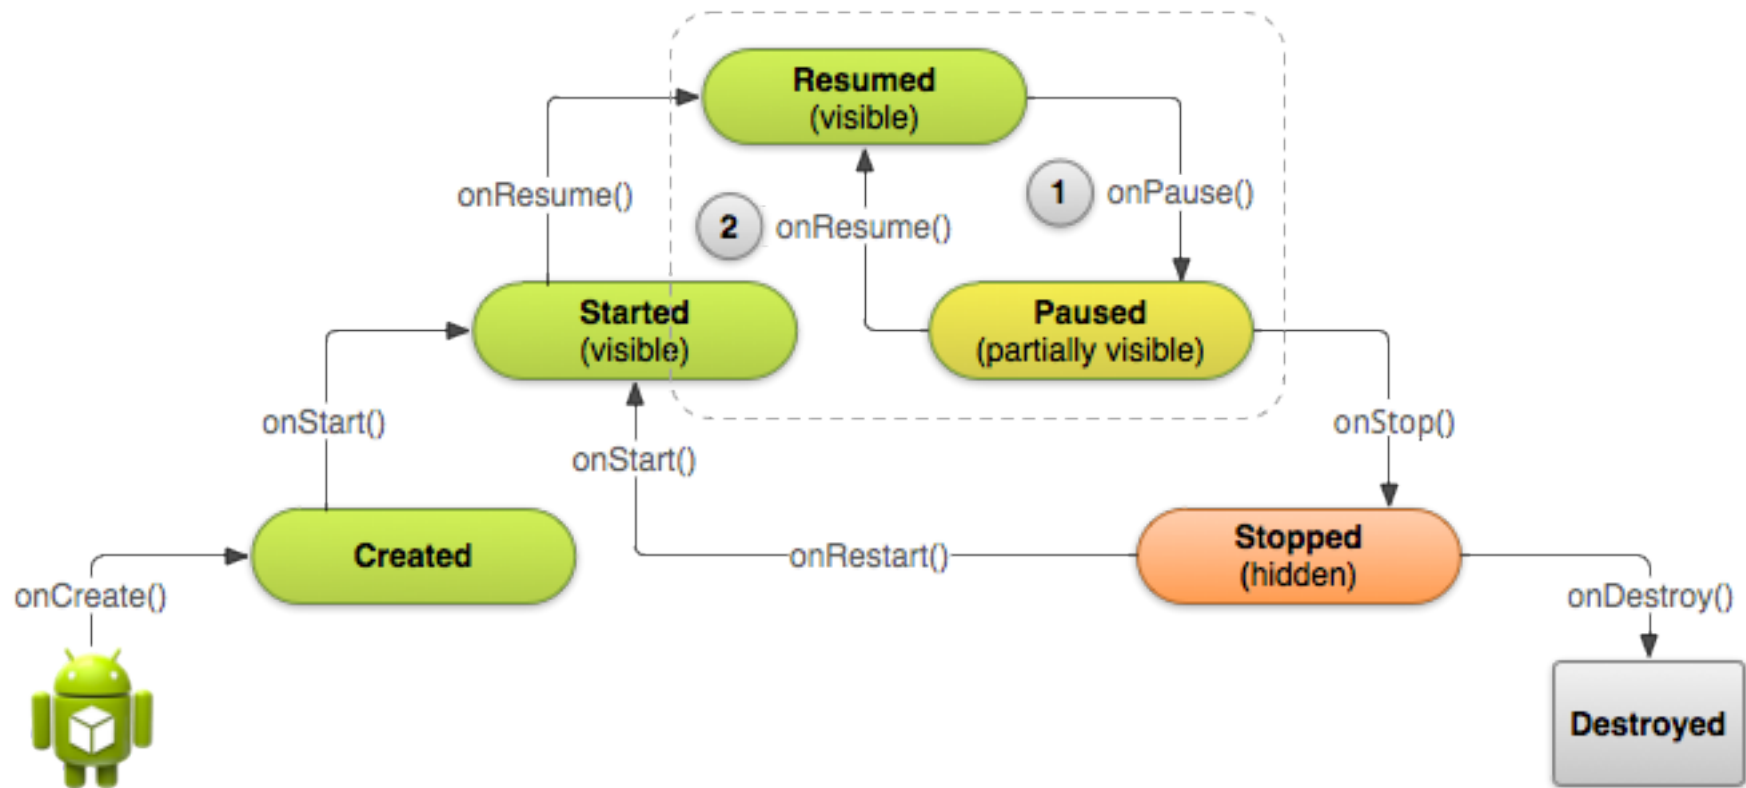 Resumed
(visible)
onResume()
1
onPause()
2
onResume()
Started
(visible)
Paused
(partially visible)
onStart()
onStop()
onStart()
Created
onRestart()
Stopped
(hidden)
onCreate()
onDestroy()
Destroyed